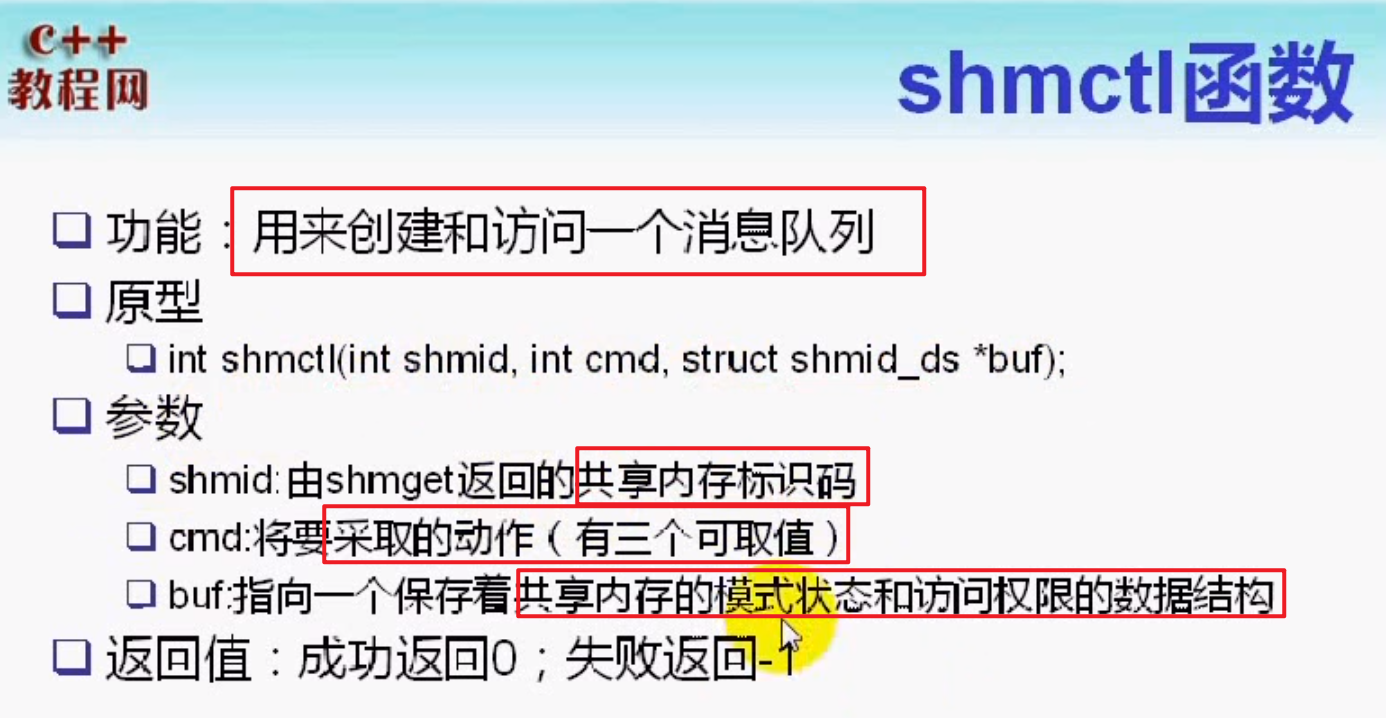 C++
教程网
shmctl函数
功能：用来创建和访问一个消息队列
原型
int shmctl(int shmid, int cmd, struct shmid_ds *buf);
参数
shmid:由shmget返回的共享内存标识码
cmd:将要采取的动作（有三个可取值）
buf:指向一个保存着共享内存的模式状态和访问权限的数据结构
返回值：成功返回0；失败返回-1